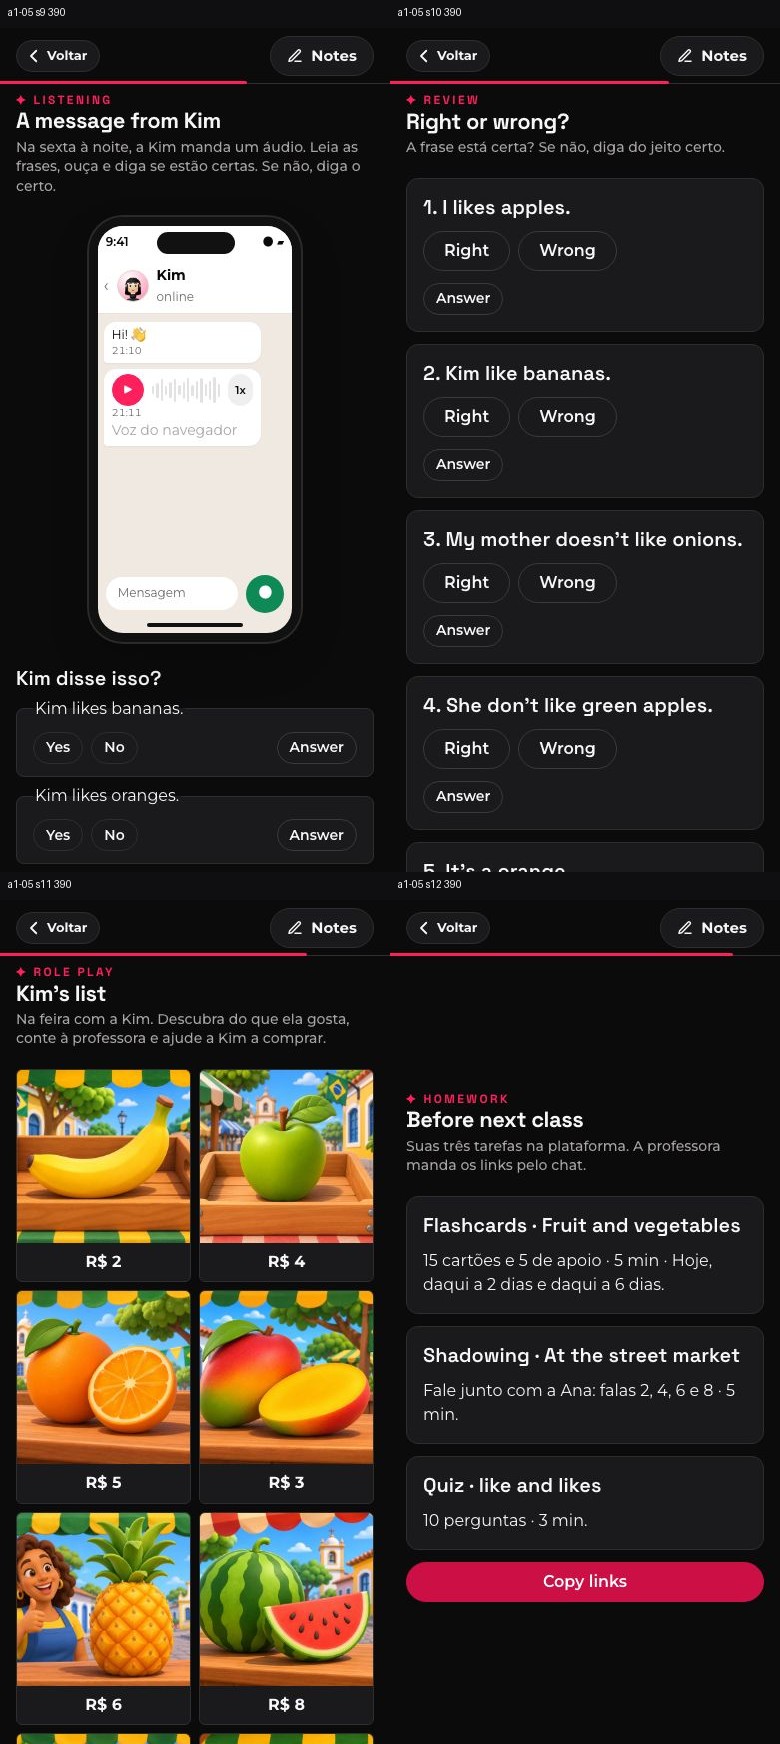 a1-05 s9 390
Voltar
Notes
LISTENING
A message from Kim
Na sexta à noite, a Kim manda um áudio. Leia as
frases, ouça e diga se estão certas. Se não, diga o
certo.
9:41
Kim
online
Hi! 👋
21:10
1x
21:11
Voz do navegador
Mensagem
Kim disse isso?
Kim likes bananas.
Yes
No
Answer
Kim likes oranges.
Yes
No
Answer
a1-05 s10 390
Voltar
Notes
REVIEW
Right or wrong?
A frase está certa? Se não, diga do jeito certo.
1. I likes apples.
Right
Wrong
Answer
2. Kim like bananas.
Right
Wrong
Answer
3. My mother doesn't like onions.
Right
Wrong
Answer
4. She don't like green apples.
Right
Wrong
Answer
5. It's a orange.
a1-05 s11 390
Voltar
Notes
ROLE PLAY
Kim's list
Na feira com a Kim. Descubra do que ela gosta,
conte à professora e ajude a Kim a comprar.
R$ 2
R$ 4
R$ 5
R$ 3
R$ 6
R$ 8
a1-05 s12 390
Voltar
Notes
HOMEWORK
Before next class
Suas três tarefas na plataforma. A professora
manda os links pelo chat.
Flashcards · Fruit and vegetables
15 cartões e 5 de apoio · 5 min · Hoje,
daqui a 2 dias e daqui a 6 dias.
Shadowing · At the street market
Fale junto com a Ana: falas 2, 4, 6 e 8 · 5
min.
Quiz · like and likes
10 perguntas · 3 min.
Copy links